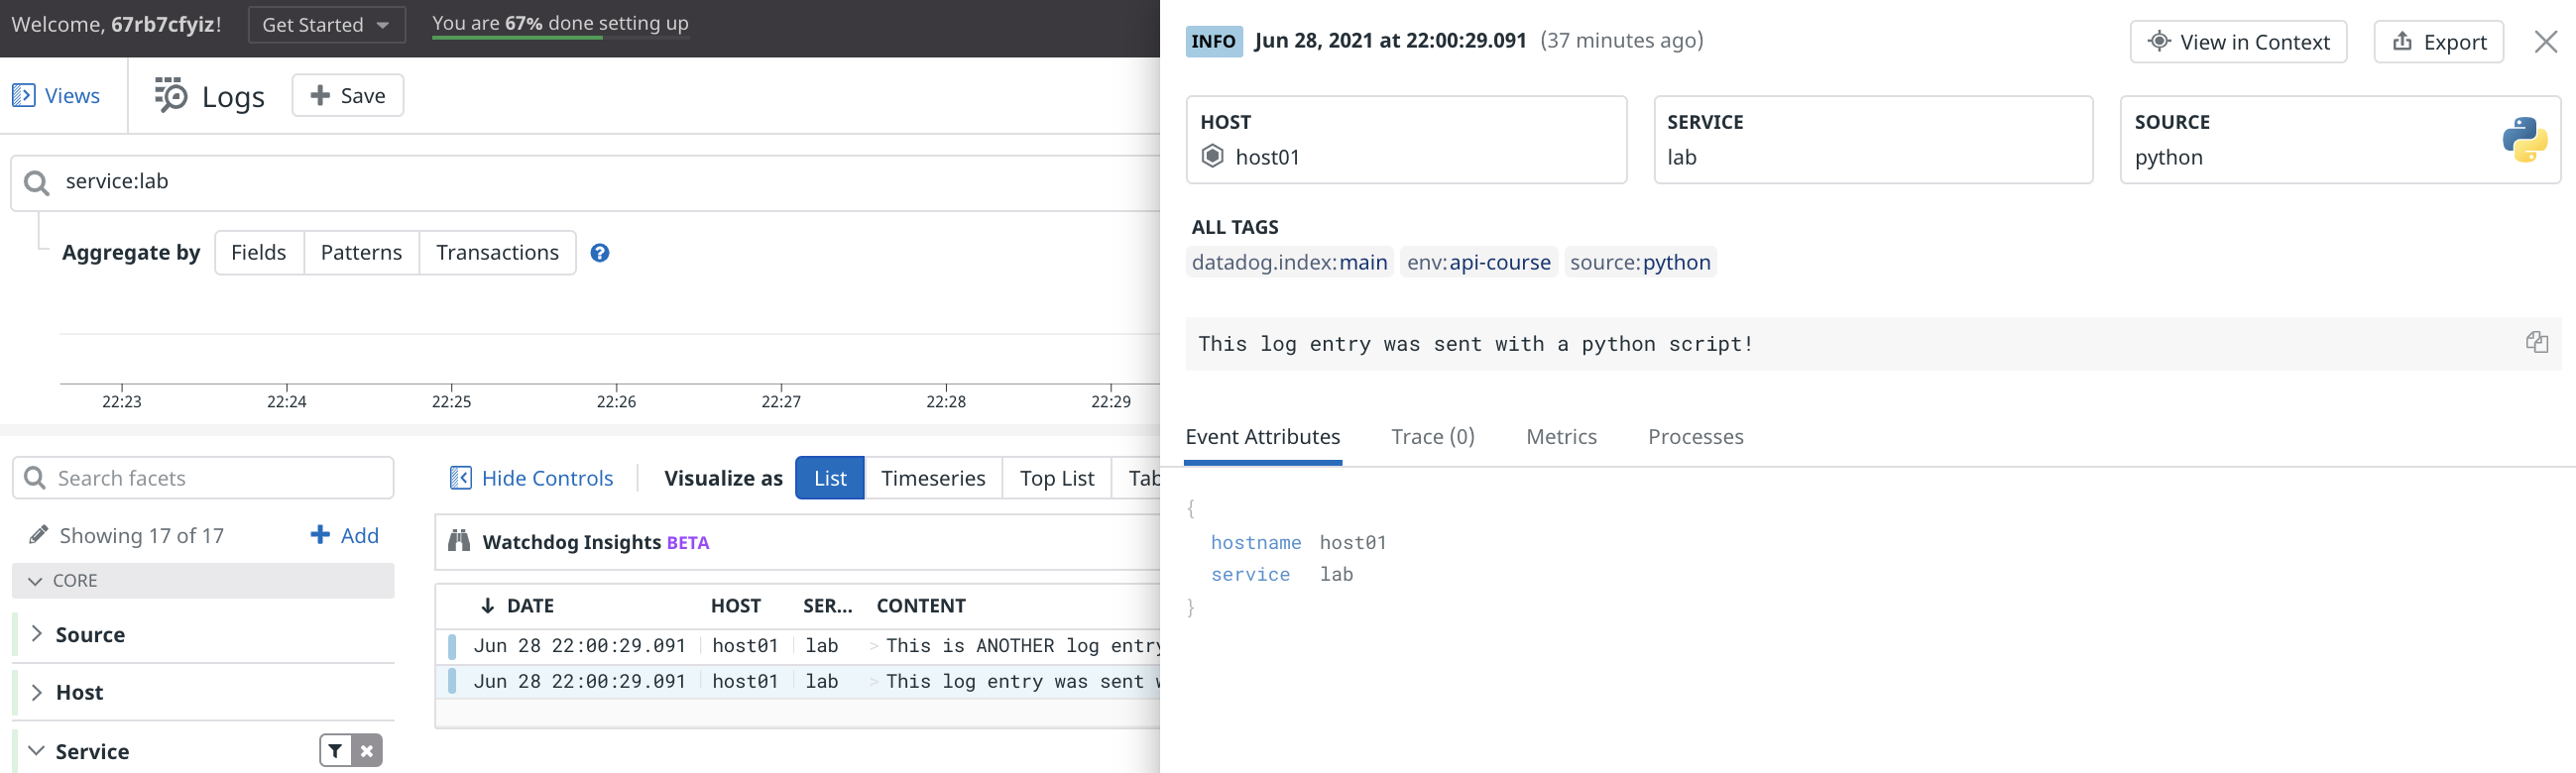 Welcome, 67rb7cfyiz!
Get Started
You are 67% done setting up
Views
Logs
Save
service:lab
Aggregate by
Fields
Patterns
Transactions
?
22:23
22:24
22:25
22:26
22:27
22:28
22:29
Search facets
Showing 17 of 17
Add
CORE
Source
Host
Service
Hide Controls
Visualize as
List
Timeseries
Top List
Tab
Watchdog Insights BETA
DATE HOST SER... CONTENT
Jun 28 22:00:29.091 host01 lab > This is ANOTHER log entry
Jun 28 22:00:29.091 host01 lab > This log entry was sent
INFO Jun 28, 2021 at 22:00:29.091 (37 minutes ago)
View in Context
Export
HOST
host01
SERVICE
lab
SOURCE
python
ALL TAGS
datadog.index:main env:api-course source:python
This log entry was sent with a python script!
Event Attributes
Trace (0)
Metrics
Processes
{
hostname host01
service lab
}